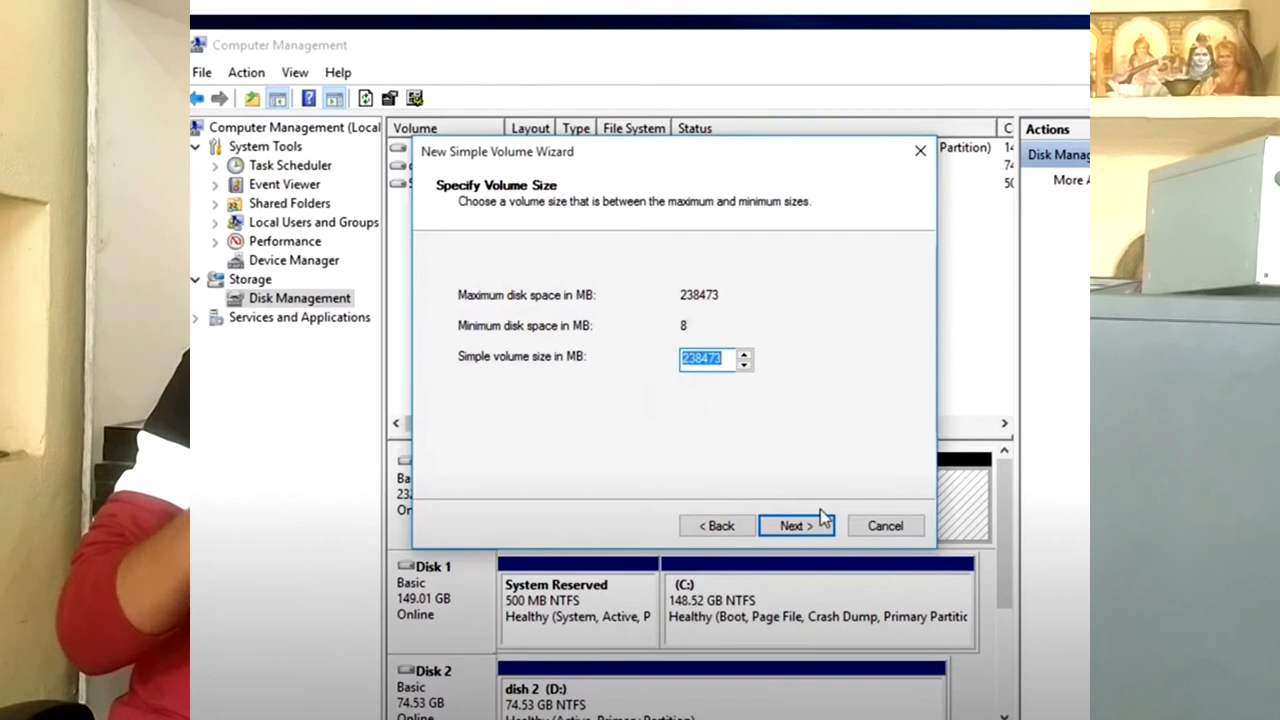 Computer Management
File Action View Help
Computer Management (Local
System Tools
Task Scheduler
Event Viewer
Shared Folders
Local Users and Groups
Performance
Device Manager
Storage
Disk Management
Services and Applications
Volume Layout Type File System Status C
Partition) 14
74
50
New Simple Volume Wizard
Specify Volume Size
Choose a volume size that is between the maximum and minimum sizes.
Maximum disk space in MB: 238473
Minimum disk space in MB: 8
Simple volume size in MB: 238473
< Back Next > Cancel
Actions
Disk Manag
More A
Ba
232
On
Disk 1
Basic
149.01 GB
Online
System Reserved
500 MB NTFS
Healthy (System, Active, P
(C:)
148.52 GB NTFS
Healthy (Boot, Page File, Crash Dump, Primary Partitic
Disk 2
Basic
74.53 GB
Online
dish 2 (D:)
74.53 GB NTFS
Healthy (Active, Primary Partition)